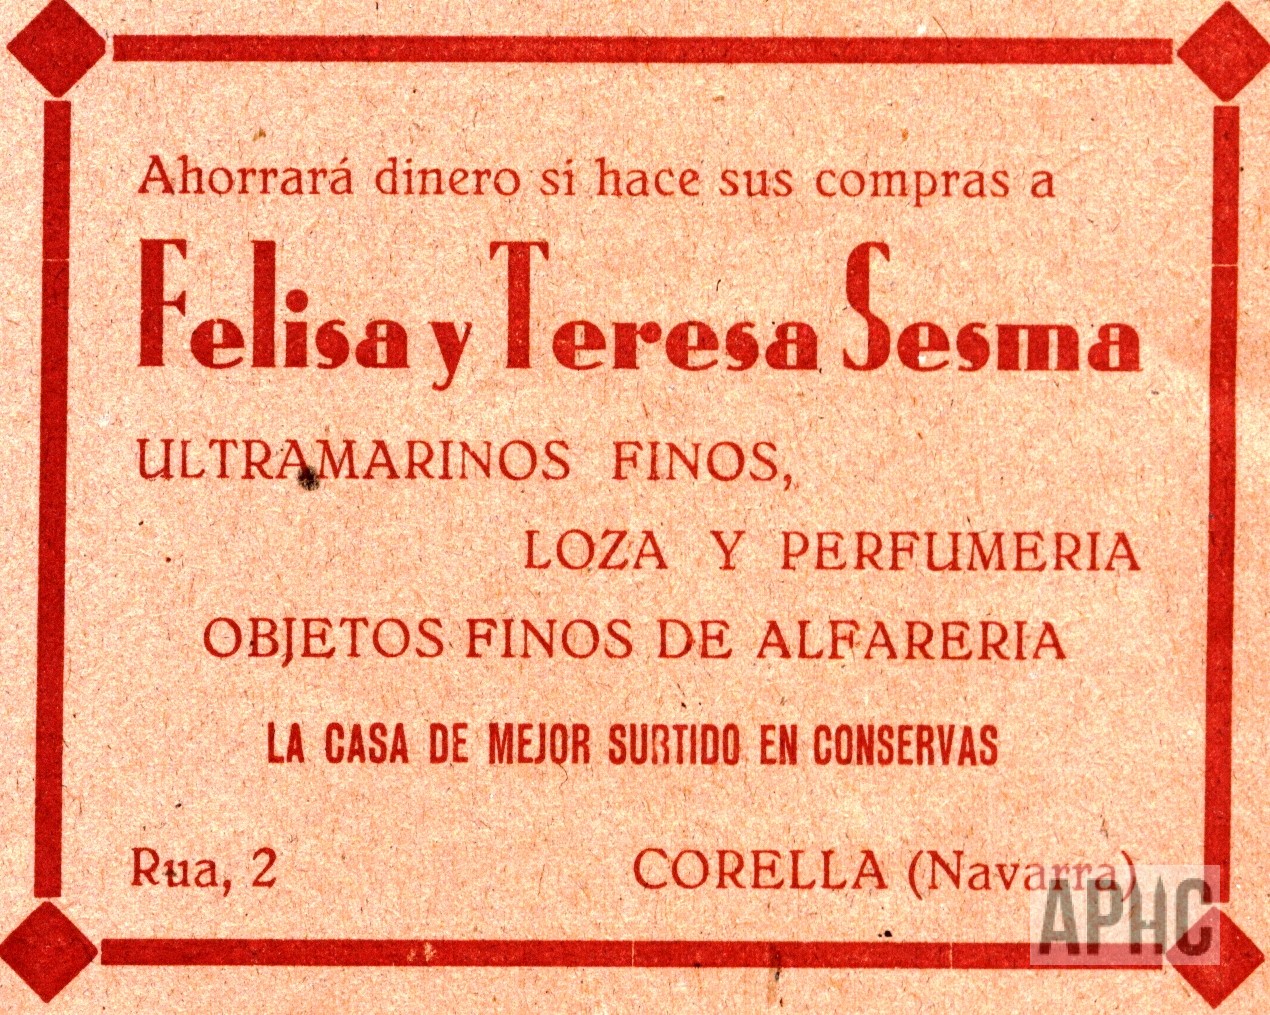 Ahorrará dinero si hace sus compras a
Felisa y Teresa Sesma
ULTRAMARINOS FINOS,
LOZA Y PERFUMERIA
OBJETOS FINOS DE ALFARERIA
LA CASA DE MEJOR SURTIDO EN CONSERVAS
Rua, 2 CORELLA (Navarra)
APHC